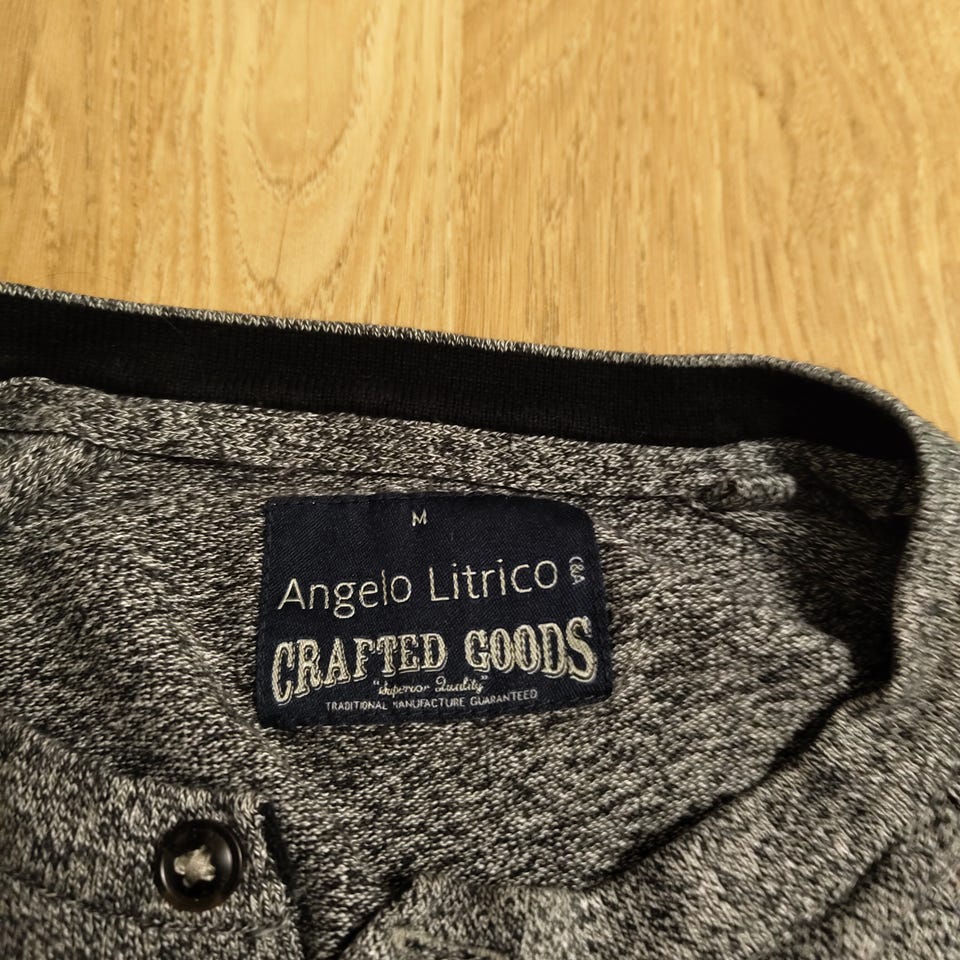 M
Angelo Litrico C&A
CRAFTED GOODS
"Superior Quality"
TRADITIONAL MANUFACTURE GUARANTEED